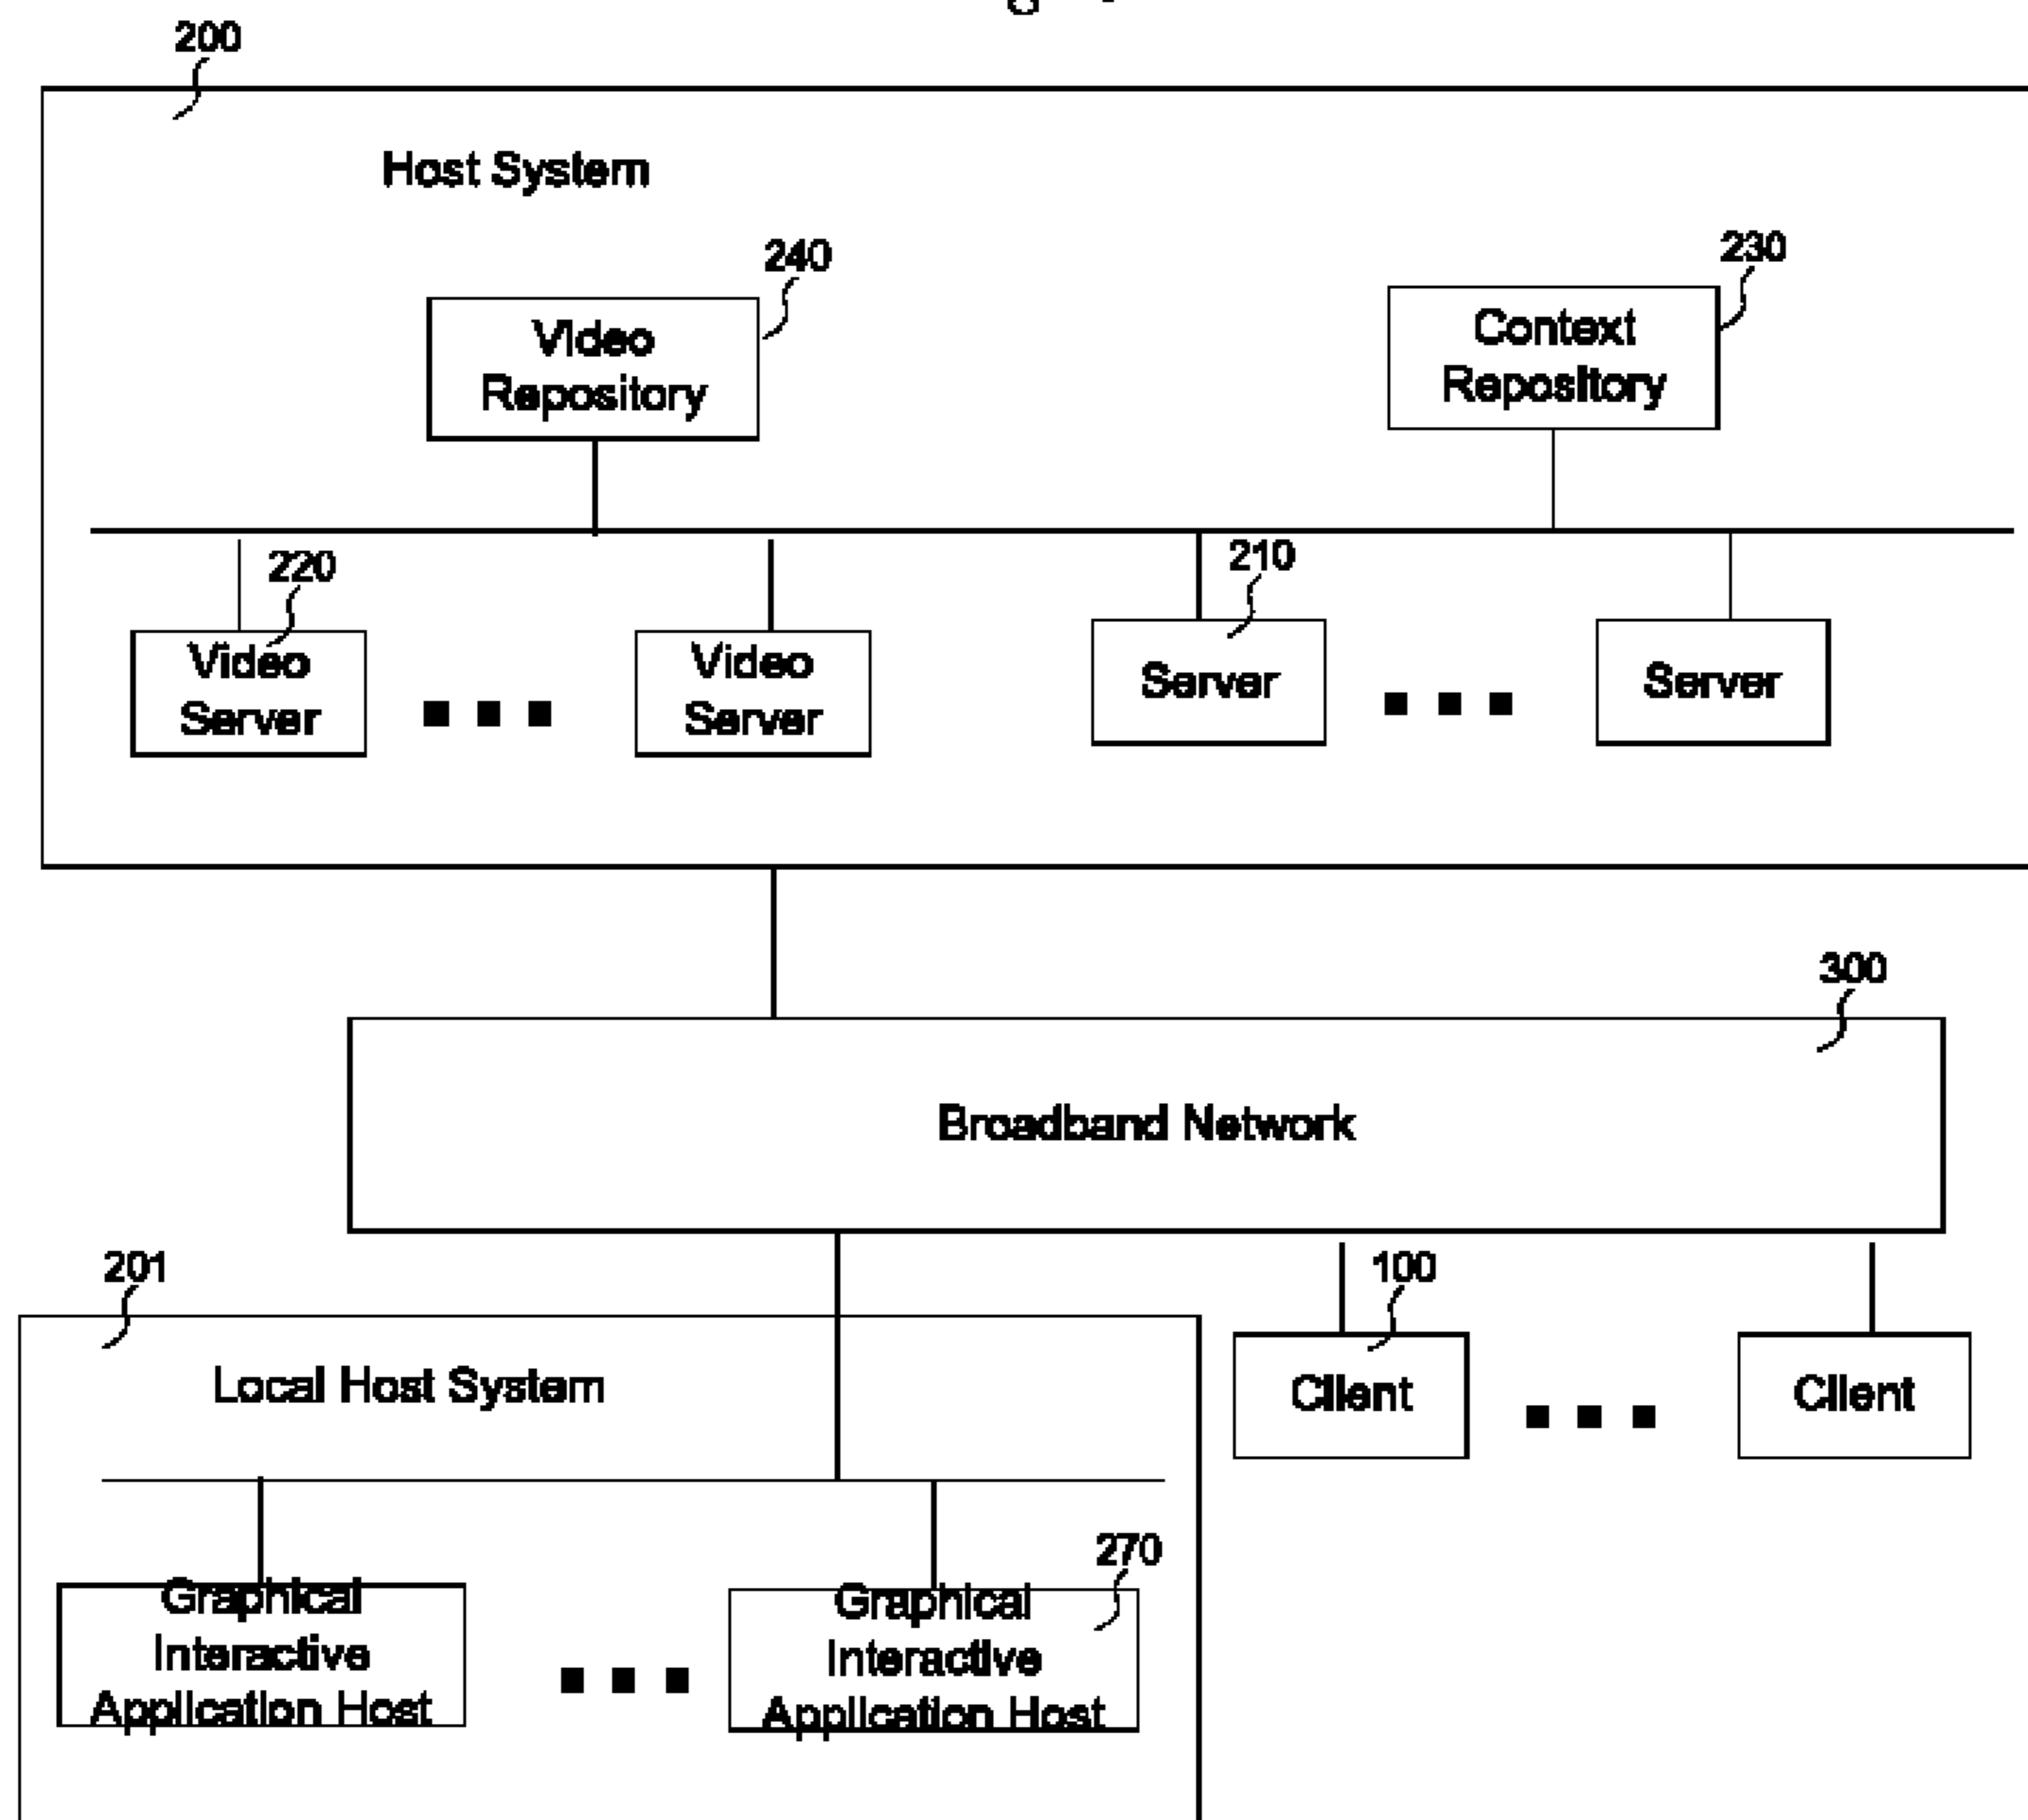 200
Host System
240
230
Video
Repository
Context
Repository
220
210
Video
Server
Video
Server
Server
Server
300
Broadband Network
201
100
Local Host System
Client
Client
270
Graphical
Interactive
Application Host
Graphical
Interactive
Application Host